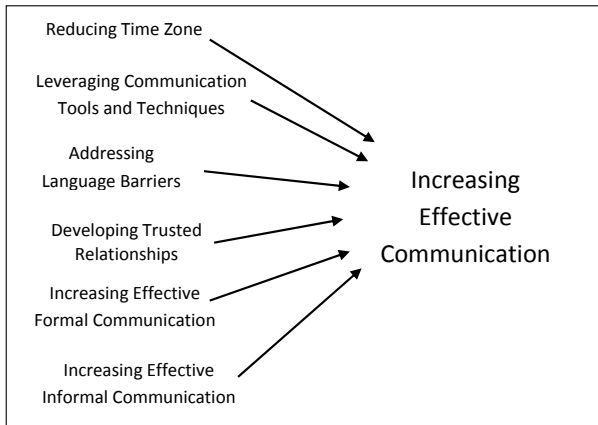 Reducing Time Zone
Leveraging Communication
Tools and Techniques
Addressing
Language Barriers
Developing Trusted
Relationships
Increasing Effective
Formal Communication
Increasing Effective
Informal Communication
Increasing
Effective
Communication